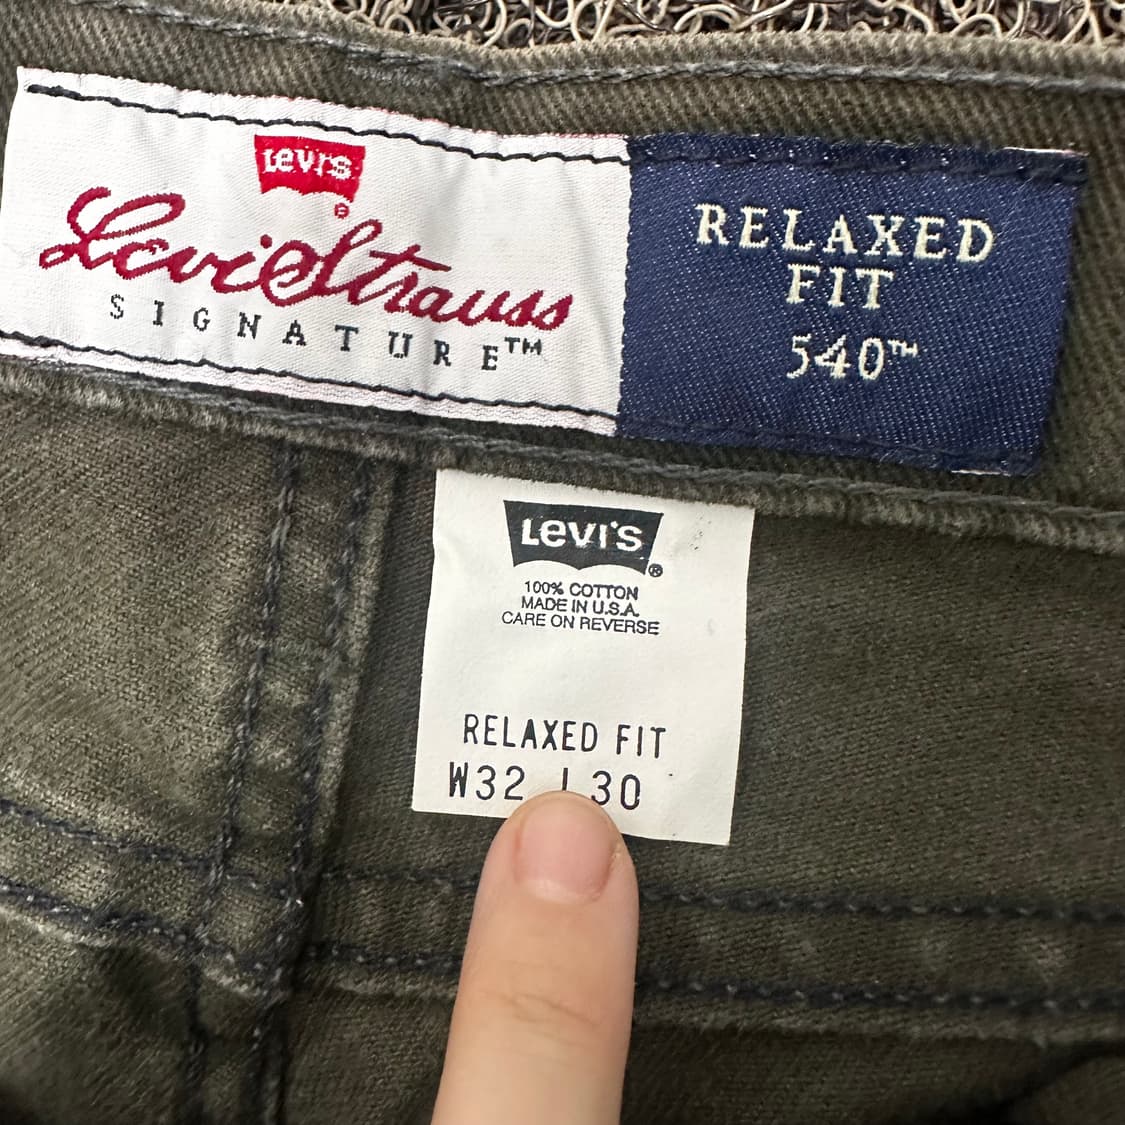 Levi's
®
Levi Strauss
SIGNATURE™
RELAXED
FIT
540™
LEVI'S
®
100% COTTON
MADE IN U.S.A.
CARE ON REVERSE
RELAXED FIT
W32 L30